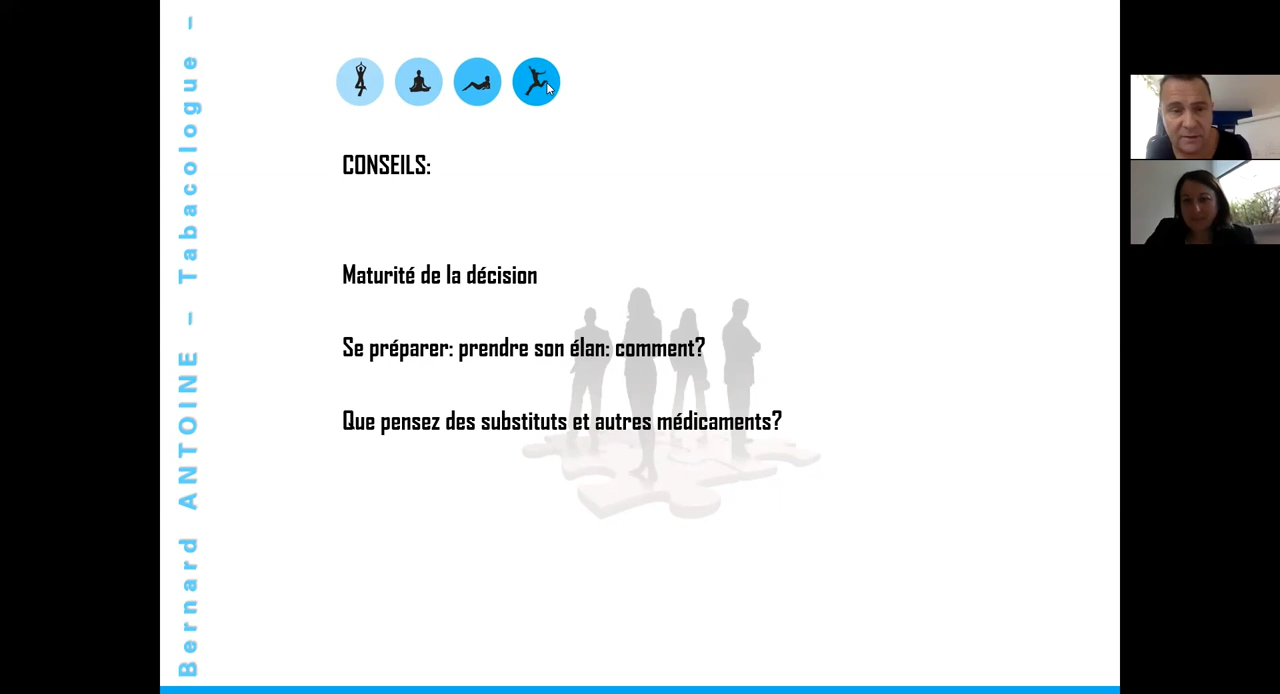 Bernard ANTOINE – Tabacologue –
CONSEILS:
Maturité de la décision
Se préparer: prendre son élan: comment?
Que pensez des substituts et autres médicaments?